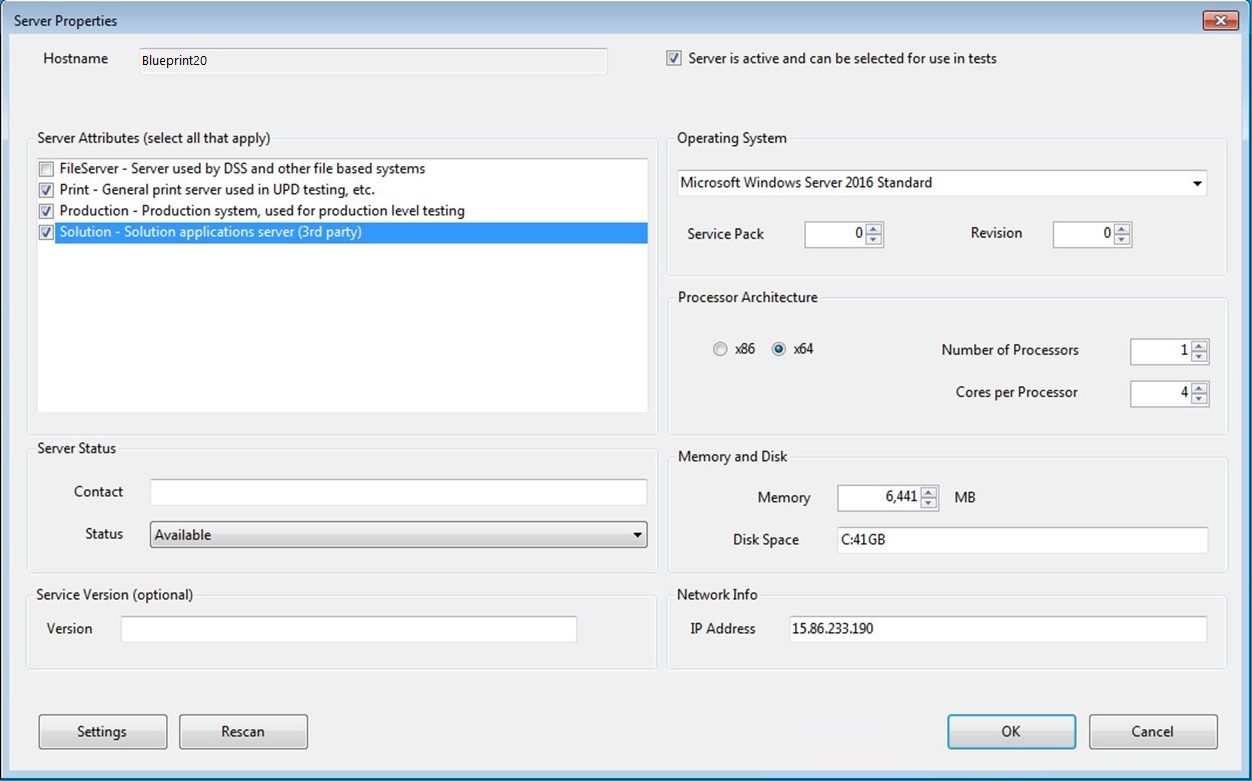 Server Properties
Hostname
Blueprint20
Server is active and can be selected for use in tests
Server Attributes (select all that apply)
FileServer - Server used by DSS and other file based systems
Print - General print server used in UPD testing, etc.
Production - Production system, used for production level testing
Solution - Solution applications server (3rd party)
Operating System
Microsoft Windows Server 2016 Standard
Service Pack 0 Revision 0
Processor Architecture
x86 x64 Number of Processors 1
Cores per Processor 4
Server Status
Contact
Status Available
Memory and Disk
Memory 6,441 MB
Disk Space C:41GB
Service Version (optional)
Version
Network Info
IP Address 15.86.233.190
Settings Rescan OK Cancel